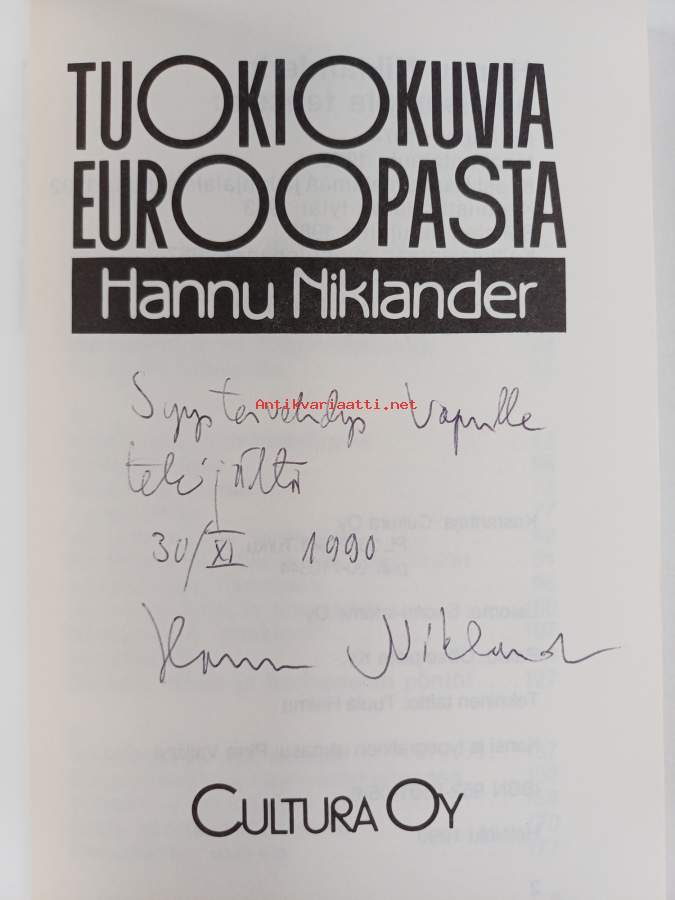 TUOKIOKUVIA
EUROOPASTA
Hannu Niklander
Syystervehdys Vapulle
Antikvariaatti.net
tekijältä
30/XI 1990
Hannu Niklander
CULTURA OY